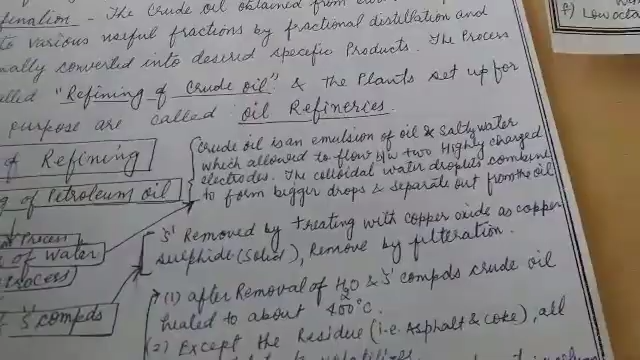 The Crude oil obtained from
to various useful fractions by fractional distillation and
nally converted into desired specific Products. The Process
alled "Refining of Crude oil" & the Plants set up for
purpose are called oil Refineries.
of Refining
g of Petroleum oil
Process
of Water
Process
'S' compds
Crude oil is an emulsion of oil & Salty water
which allowed to flow b/w two Highly charged
electrodes. The colloidal water droplets combine
to form bigger drops & separate out from the oil
'S' Removed by treating with copper oxide as copper
sulphide (Solid), Remove by filteration.
(1) after Removal of H2O & 'S' compds crude oil
heated to about 400°C.
(2) Except the Residue (i.e. Asphalt & Coke), all
f) Low octa